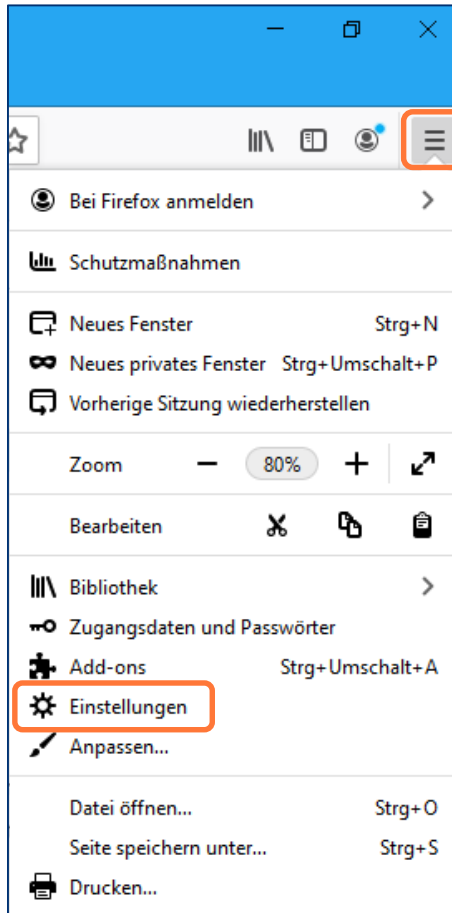 Bei Firefox anmelden
Schutzmaßnahmen
Neues Fenster Strg+N
Neues privates Fenster Strg+Umschalt+P
Vorherige Sitzung wiederherstellen
Zoom 80%
Bearbeiten
Bibliothek
Zugangsdaten und Passwörter
Add-ons Strg+Umschalt+A
Einstellungen
Anpassen...
Datei öffnen... Strg+O
Seite speichern unter... Strg+S
Drucken...